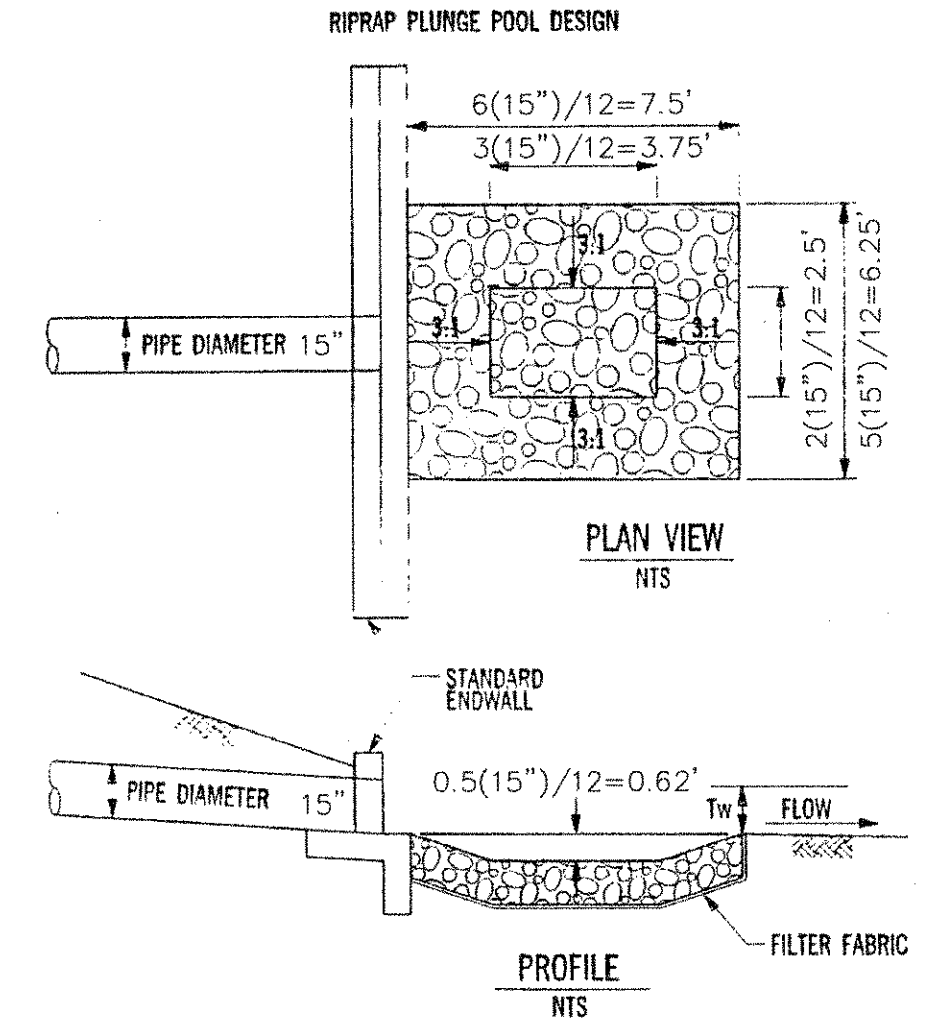 RIPRAP PLUNGE POOL DESIGN
6(15")/12=7.5'
3(15")/12=3.75'
3:1
3:1
3:1
3:1
2(15")/12=2.5'
5(15")/12=6.25'
PIPE DIAMETER 15"
PLAN VIEW
NTS
STANDARD
ENDWALL
PIPE DIAMETER 15"
0.5(15")/12=0.62'
Tw
FLOW
FILTER FABRIC
PROFILE
NTS